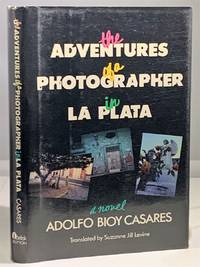 the
ADVENTURES
of a
PHOTOGRAPHER
in
LA PLATA
a novel
ADOLFO BIOY CASARES
Translated by Suzanne Jill Levine
the ADVENTURES of a PHOTOGRAPHER in LA PLATA
CASARES